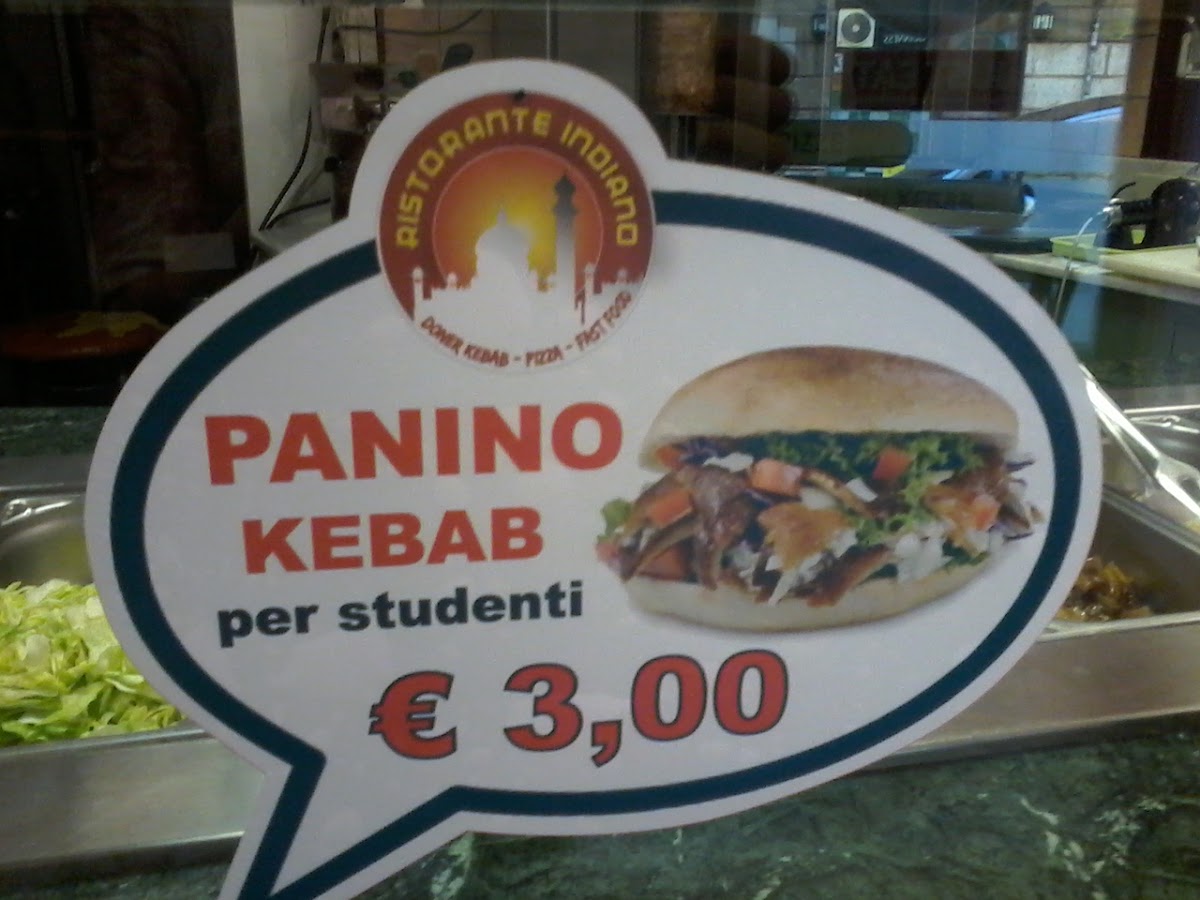 RISTORANTE INDIANO
DONER KEBAB - PIZZA - FAST FOOD
PANINO
KEBAB
per studenti
€ 3,00